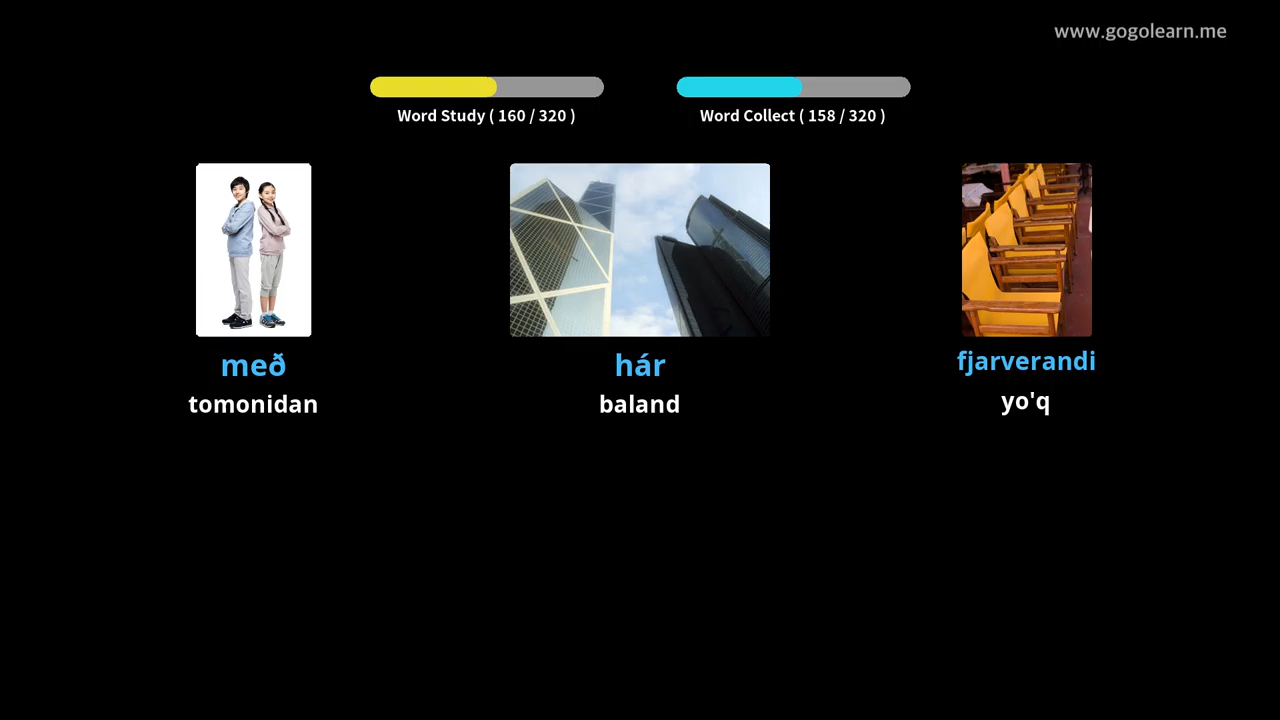 www.gogolearn.me
Word Study ( 160 / 320 )
Word Collect ( 158 / 320 )
með
tomonidan
hár
baland
fjarverandi
yo'q